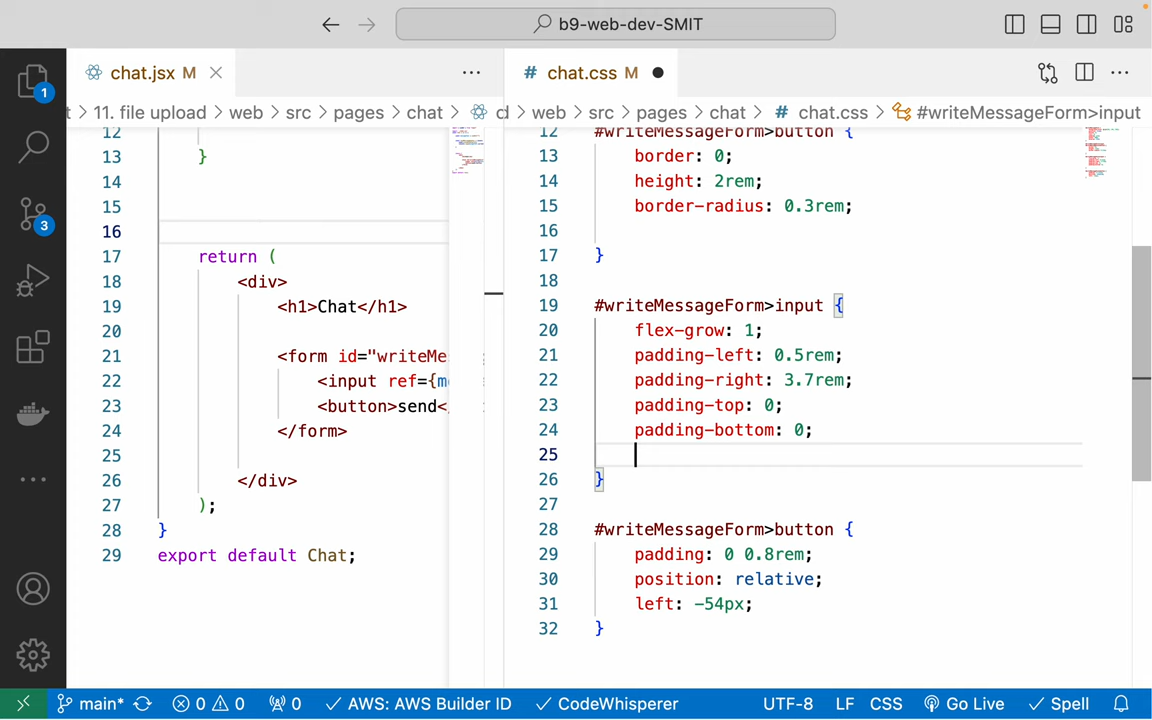 b9-web-dev-SMIT
chat.jsx M
chat.css M
t > 11. file upload > web > src > pages > chat >
> web > src > pages > chat > # chat.css > #writeMessageForm>input
12
13 }
14
15
16
17 return (
18 <div>
19 <h1>Chat</h1>
20
21 <form id="writeMe
22 <input ref={m
23 <button>send<
24 </form>
25
26 </div>
27 );
28 }
29 export default Chat;
12 #writeMessageForm>button {
13 border: 0;
14 height: 2rem;
15 border-radius: 0.3rem;
16
17 }
18
19 #writeMessageForm>input {
20 flex-grow: 1;
21 padding-left: 0.5rem;
22 padding-right: 3.7rem;
23 padding-top: 0;
24 padding-bottom: 0;
25
26 }
27
28 #writeMessageForm>button {
29 padding: 0 0.8rem;
30 position: relative;
31 left: -54px;
32 }
1
3
main* 0 0 0 AWS: AWS Builder ID CodeWhisperer UTF-8 LF CSS Go Live Spell